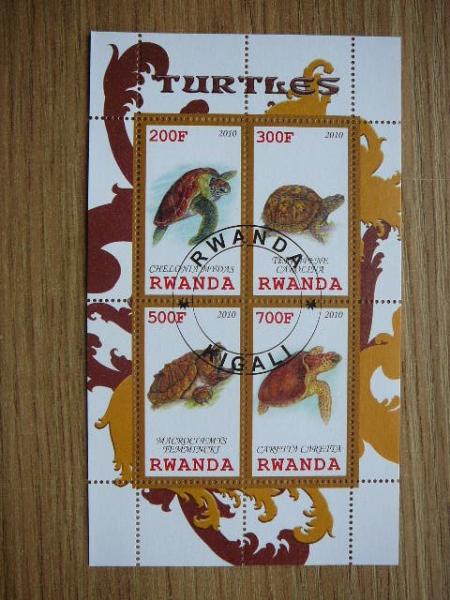 TURTLES
200F 2010
CHELONIA MYDAS
RWANDA
300F 2010
TERRAPENE
CAROLINA
RWANDA
500F 2010
MACROCLEMYS
TEMMINCKI
RWANDA
700F 2010
CARETTA CARETTA
RWANDA
RWANDA
* *
KIGALI